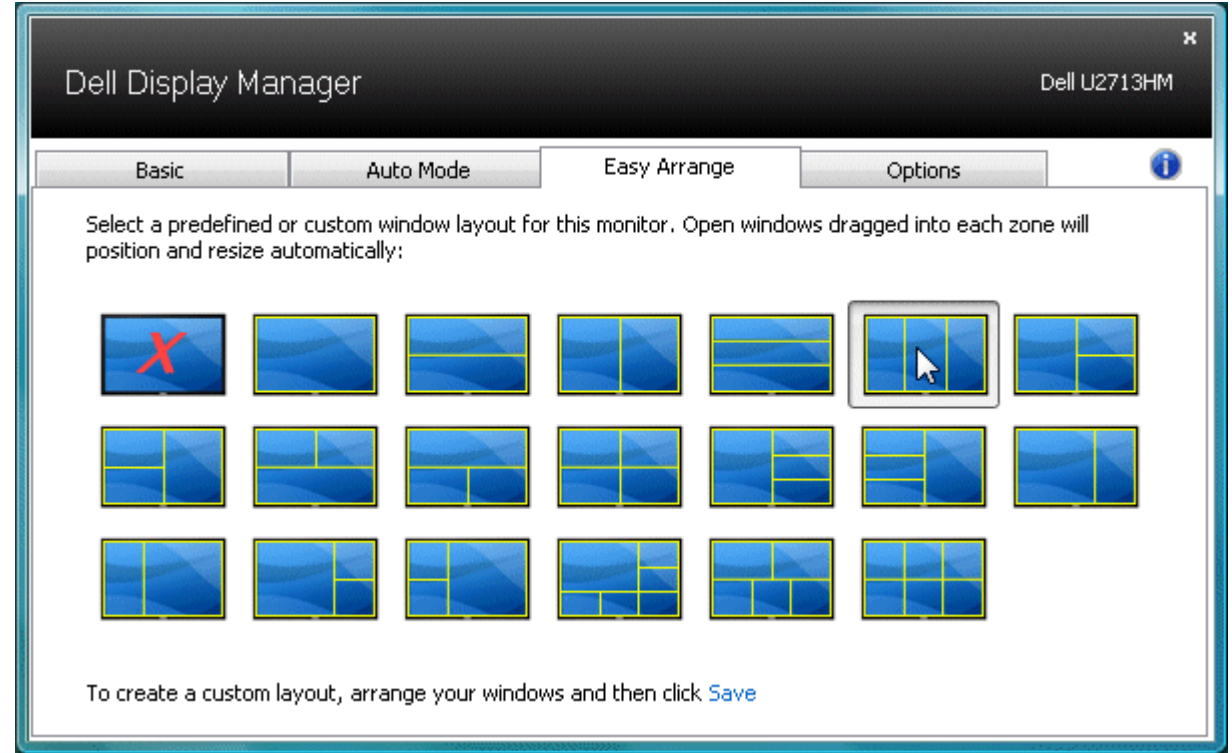 Dell Display Manager
Dell U2713HM
Basic
Auto Mode
Easy Arrange
Options
Select a predefined or custom window layout for this monitor. Open windows dragged into each zone will
position and resize automatically:
X
To create a custom layout, arrange your windows and then click Save